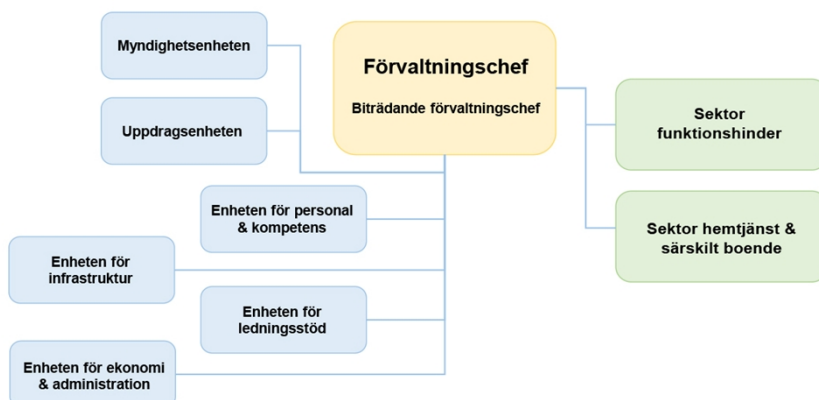 Myndighetsenheten
Uppdragsenheten
Förvaltningschef
Biträdande förvaltningschef
Sektor
funktionshinder
Sektor hemtjänst &
särskilt boende
Enheten för personal
& kompetens
Enheten för
infrastruktur
Enheten för
ledningsstöd
Enheten för ekonomi
& administration